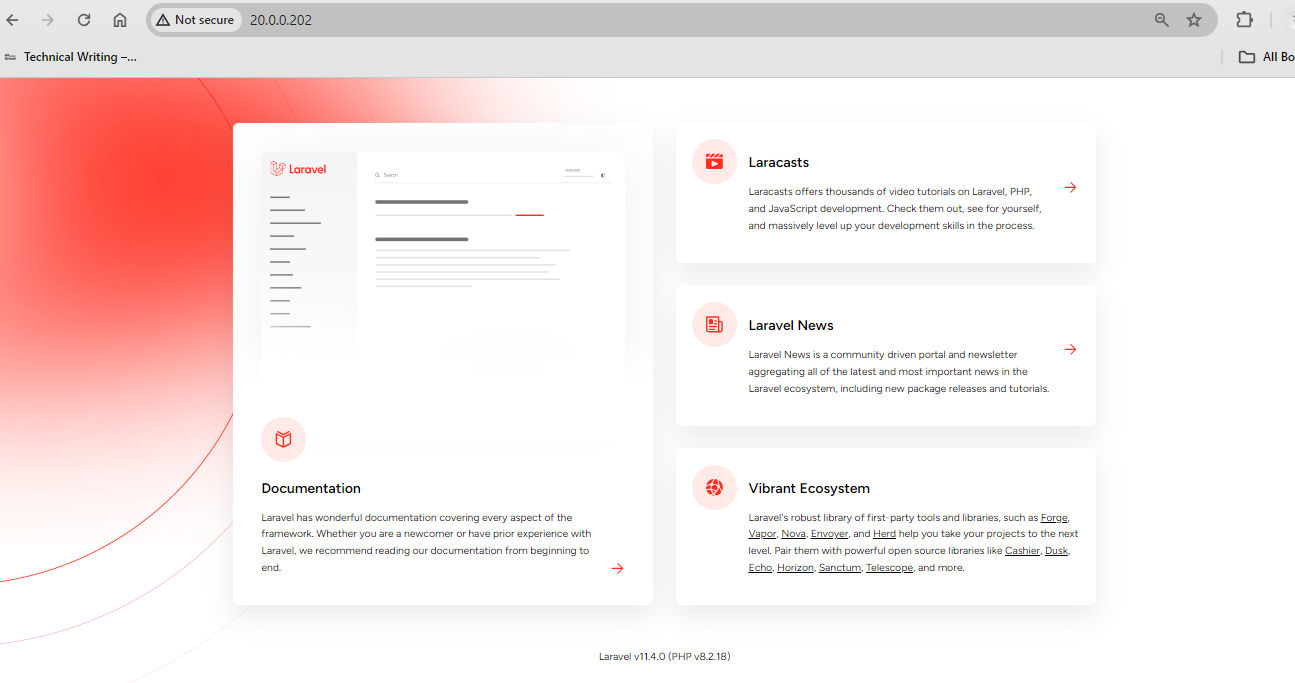 Not secure
20.0.0.202
Technical Writing –...
All Bo
Laravel
Search
VERSION
Documentation
Laravel has wonderful documentation covering every aspect of the
framework. Whether you are a newcomer or have prior experience with
Laravel, we recommend reading our documentation from beginning to
end.
Laracasts
Laracasts offers thousands of video tutorials on Laravel, PHP,
and JavaScript development. Check them out, see for yourself,
and massively level up your development skills in the process.
Laravel News
Laravel News is a community driven portal and newsletter
aggregating all of the latest and most important news in the
Laravel ecosystem, including new package releases and tutorials.
Vibrant Ecosystem
Laravel's robust library of first-party tools and libraries, such as Forge,
Vapor, Nova, Envoyer, and Herd help you take your projects to the next
level. Pair them with powerful open source libraries like Cashier, Dusk,
Echo, Horizon, Sanctum, Telescope, and more.
Laravel v11.4.0 (PHP v8.2.18)